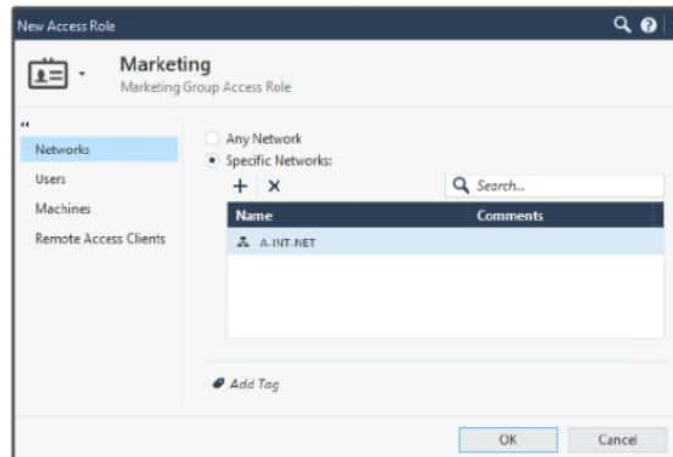 New Access Role
Marketing
Marketing Group Access Role
Networks
Users
Machines
Remote Access Clients
Any Network
Specific Networks:
Search...
Name Comments
A-INT-NET
Add Tag
OK Cancel